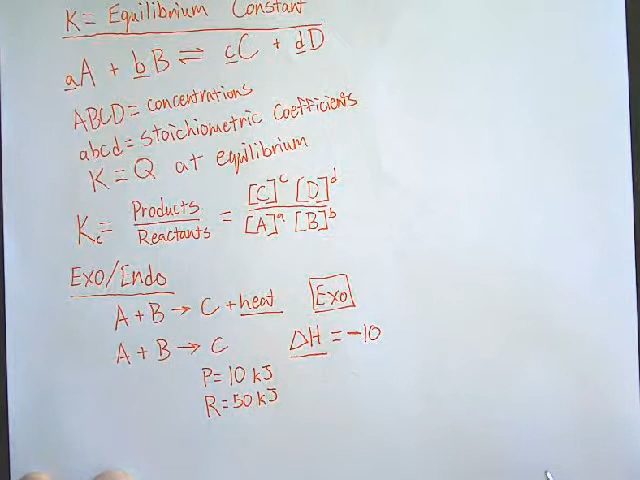 K = Equilibrium Constant
aA + bB ⇌ cC + dD
ABCD = concentrations
abcd = stoichiometric coefficients
K = Q at equilibrium
Kc = Products / Reactants = [C]^c [D]^d / [A]^a [B]^b
Exo/Endo
A + B → C + heat Exo
A + B → C ΔH = -10
P = 10 kJ
R = 50 kJ